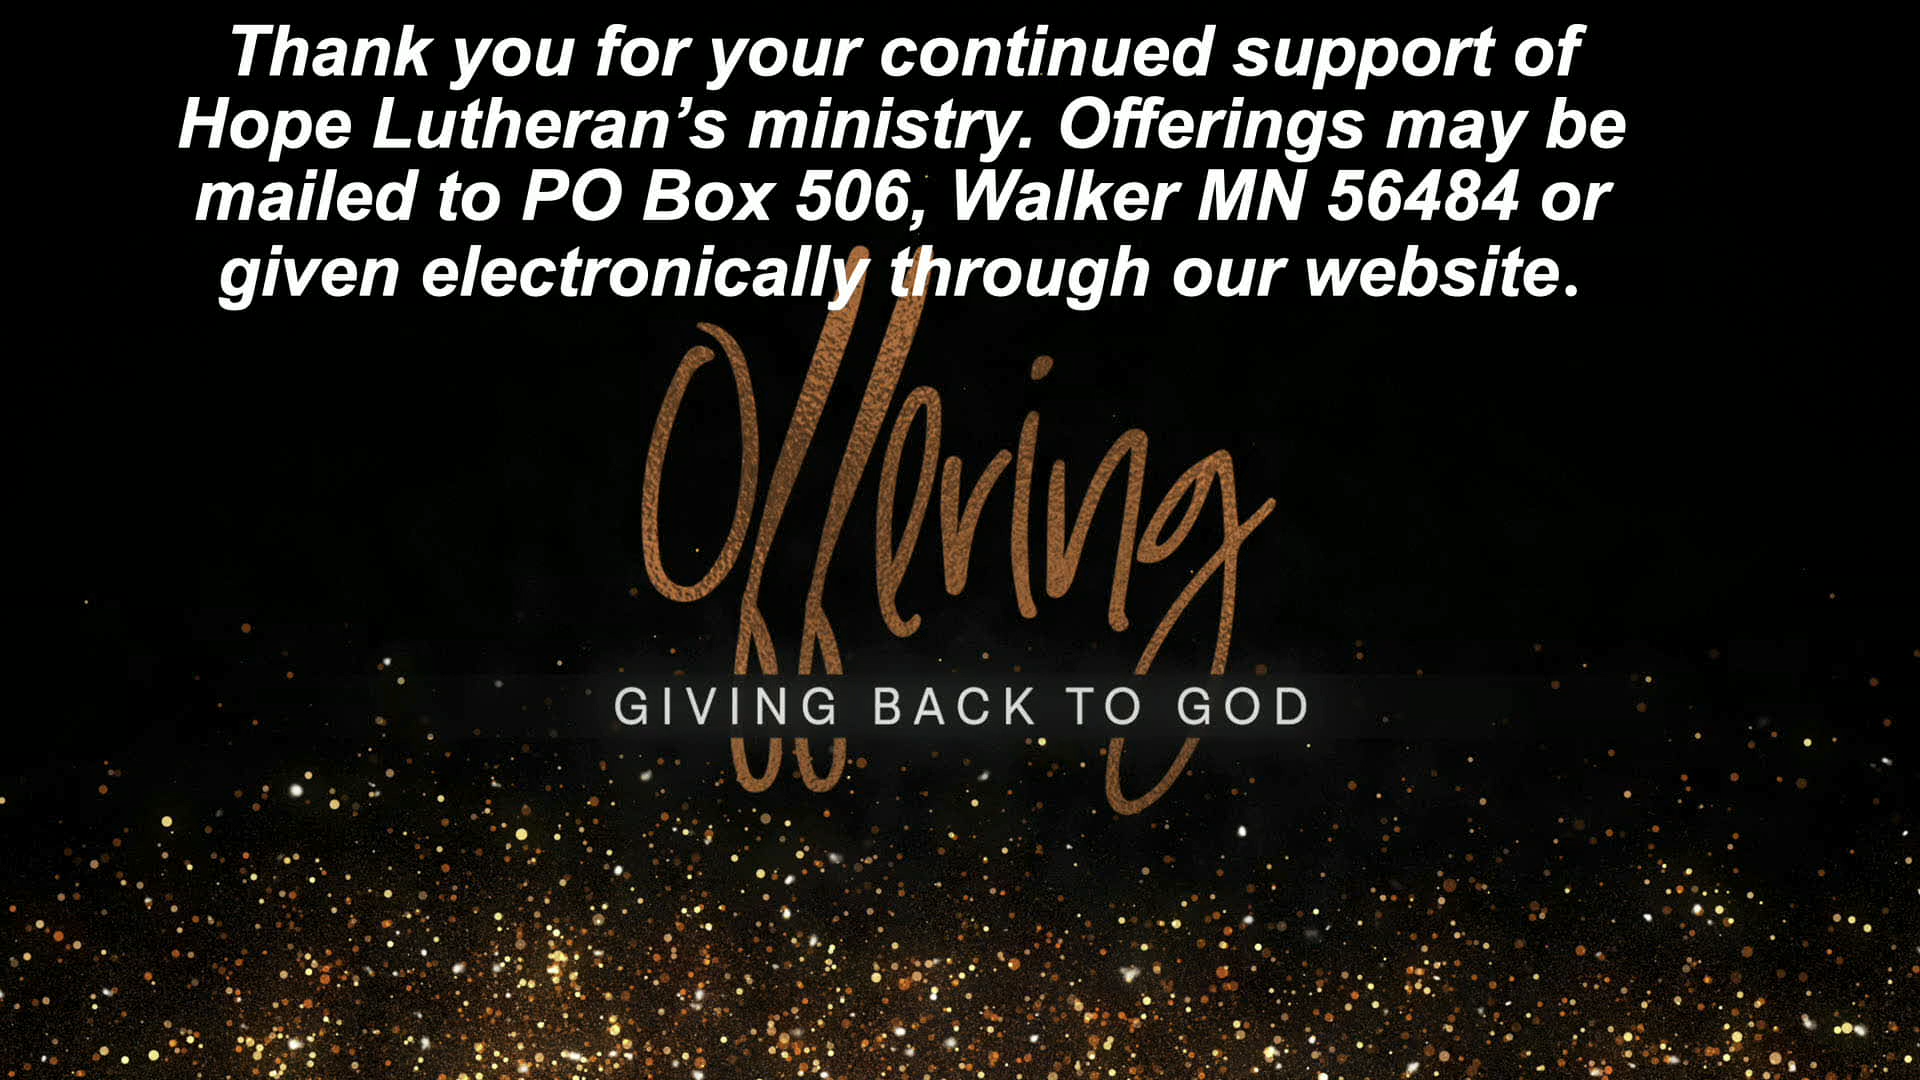 Thank you for your continued support of
Hope Lutheran’s ministry. Offerings may be
mailed to PO Box 506, Walker MN 56484 or
given electronically through our website.
Offering
GIVING BACK TO GOD